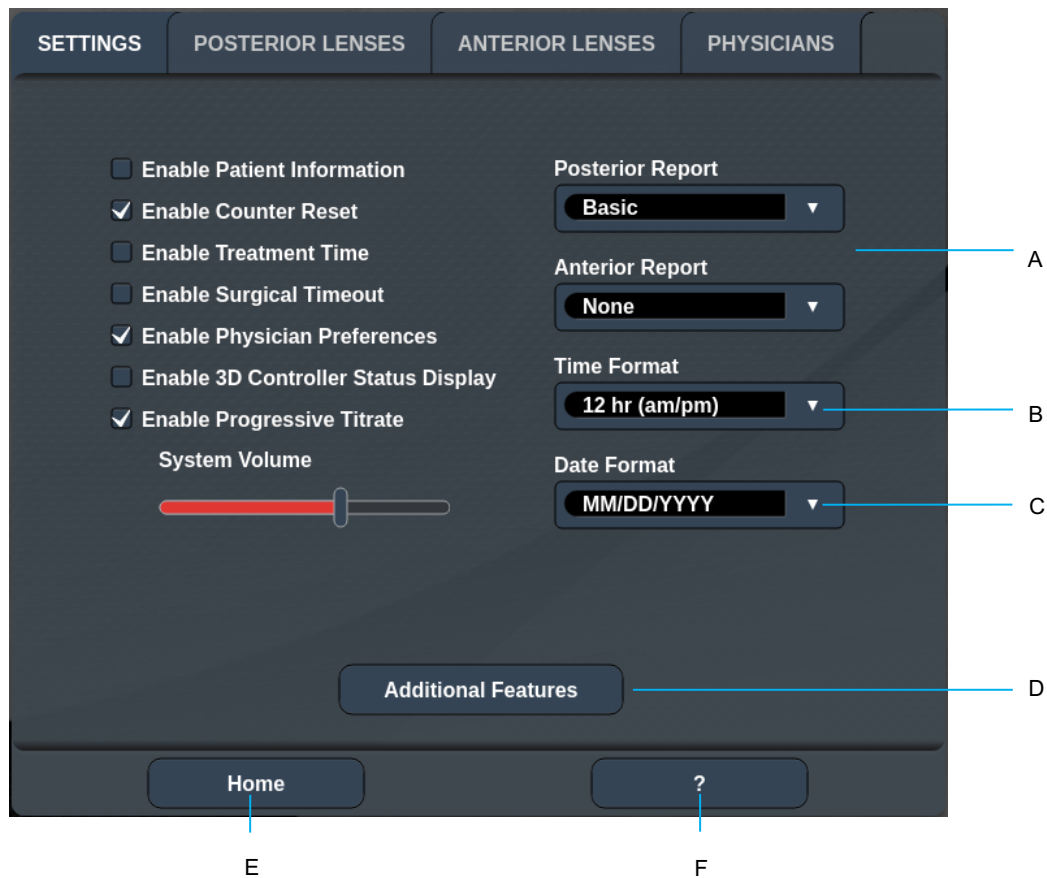 SETTINGS POSTERIOR LENSES ANTERIOR LENSES PHYSICIANS
Enable Patient Information
Enable Counter Reset
Enable Treatment Time
Enable Surgical Timeout
Enable Physician Preferences
Enable 3D Controller Status Display
Enable Progressive Titrate
System Volume
Posterior Report
Basic
A
Anterior Report
None
Time Format
12 hr (am/pm)
B
Date Format
MM/DD/YYYY
C
Additional Features
D
Home
?
E
F